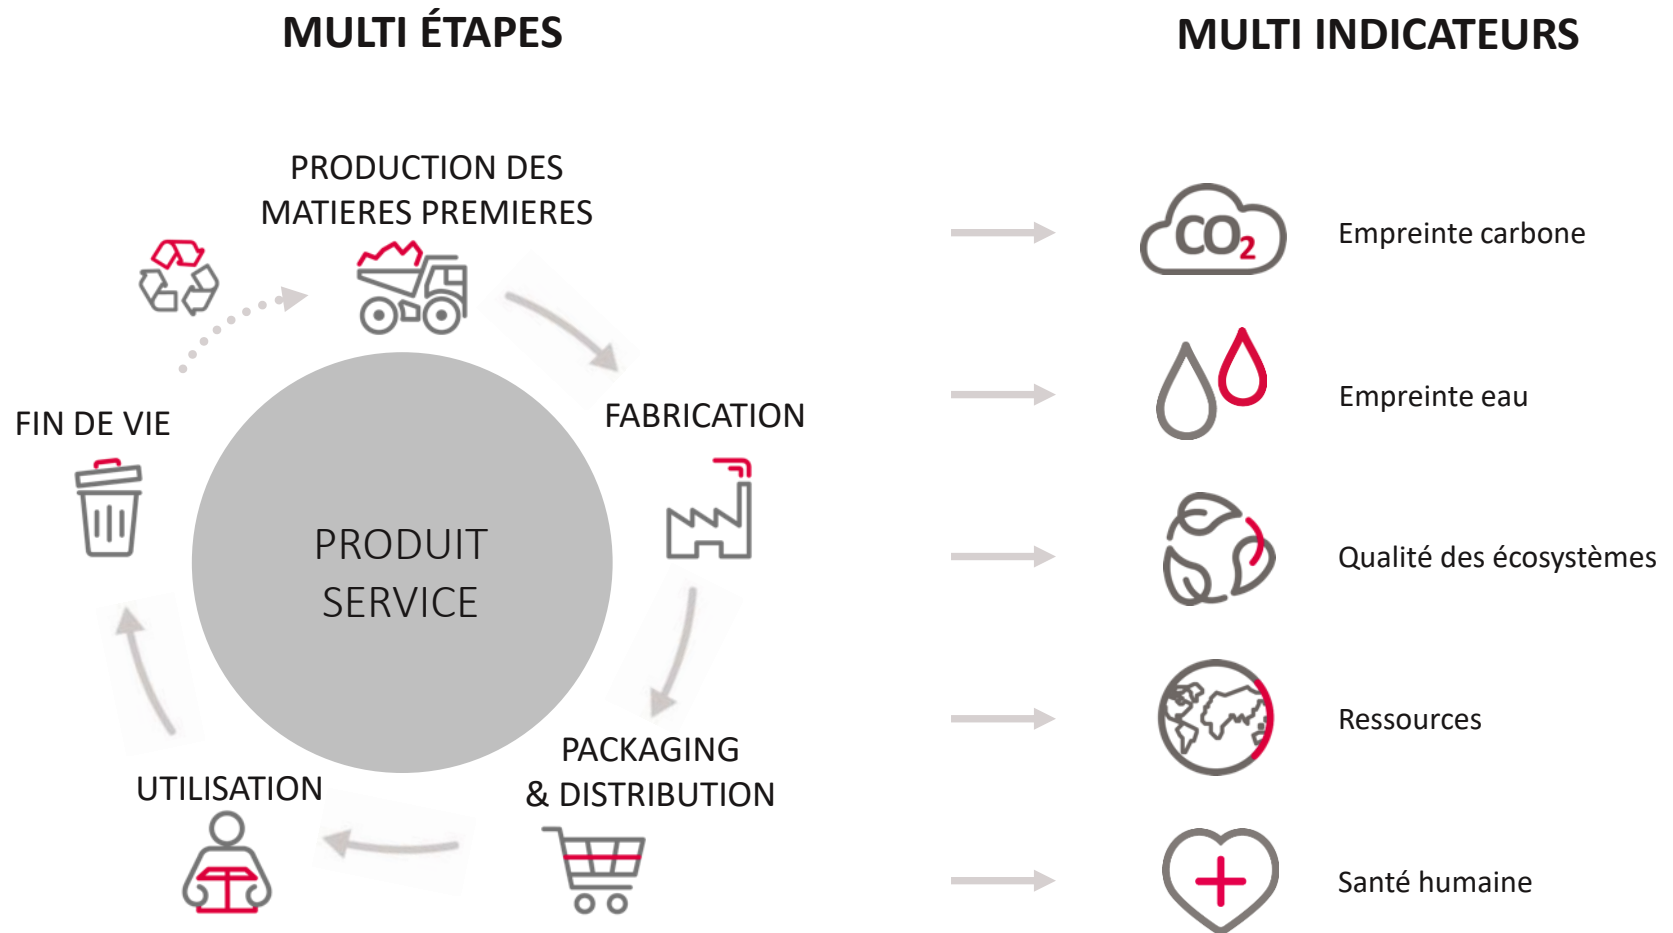 MULTI ÉTAPES
PRODUCTION DES
MATIERES PREMIERES
FABRICATION
PACKAGING
& DISTRIBUTION
UTILISATION
FIN DE VIE
PRODUIT
SERVICE
MULTI INDICATEURS
CO2
Empreinte carbone
Empreinte eau
Qualité des écosystèmes
Ressources
Santé humaine